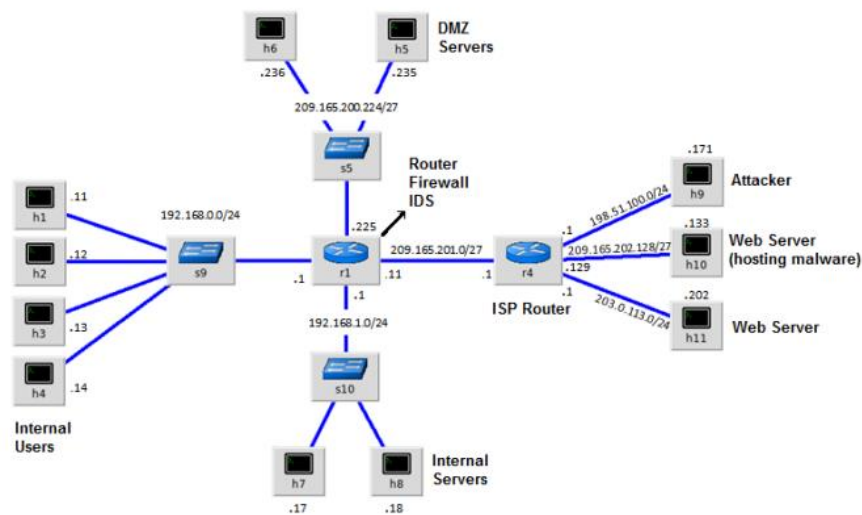 DMZ
Servers
h6
h5
.236
.235
209.165.200.224/27
s5
Router
Firewall
IDS
.171
h9
Attacker
198.51.100.0/24
.11
h1
192.168.0.0/24
.225
209.165.201.0/27
.1
.133
209.165.202.128/27
h10
Web Server
(hosting malware)
.12
h2
s9
.1
r1
.11
.1
r4
.129
.1
ISP Router
.1
203.0.113.0/24
.202
h11
Web Server
.13
h3
192.168.1.0/24
.14
h4
s10
Internal
Users
h7
h8
Internal
Servers
.17
.18